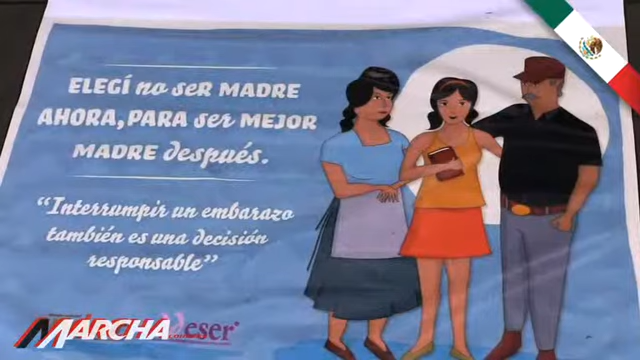 ELEGÍ no seR MADRE
AHORA, PARA ser MEJOR
MADRE después.
“Interrumpir un embarazo
también es una decisión
responsable”
MARCHA
eser